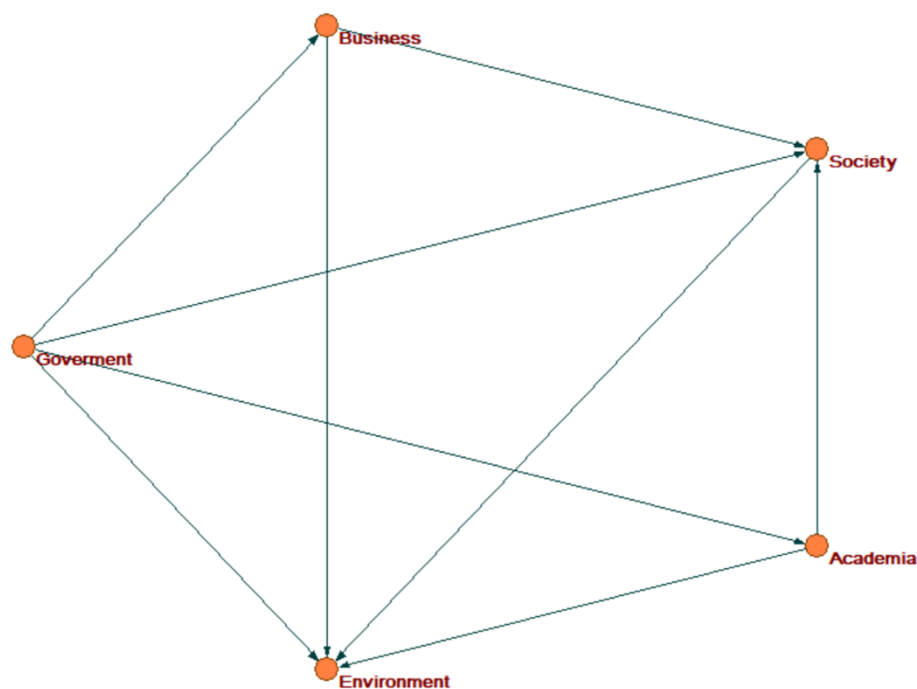 Business
Society
Goverment
Academia
Environment